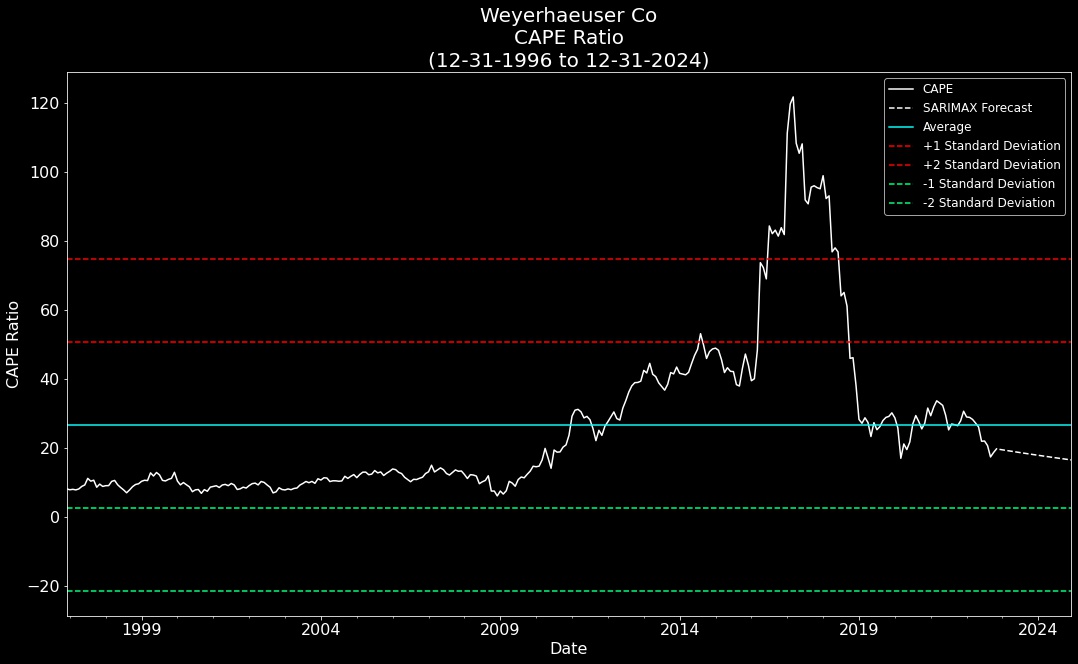 Weyerhaeuser Co
CAPE Ratio
(12-31-1996 to 12-31-2024)
CAPE
SARIMAX Forecast
Average
+1 Standard Deviation
+2 Standard Deviation
-1 Standard Deviation
-2 Standard Deviation
CAPE Ratio
120
100
80
60
40
20
0
−20
1999 2004 2009 2014 2019 2024
Date